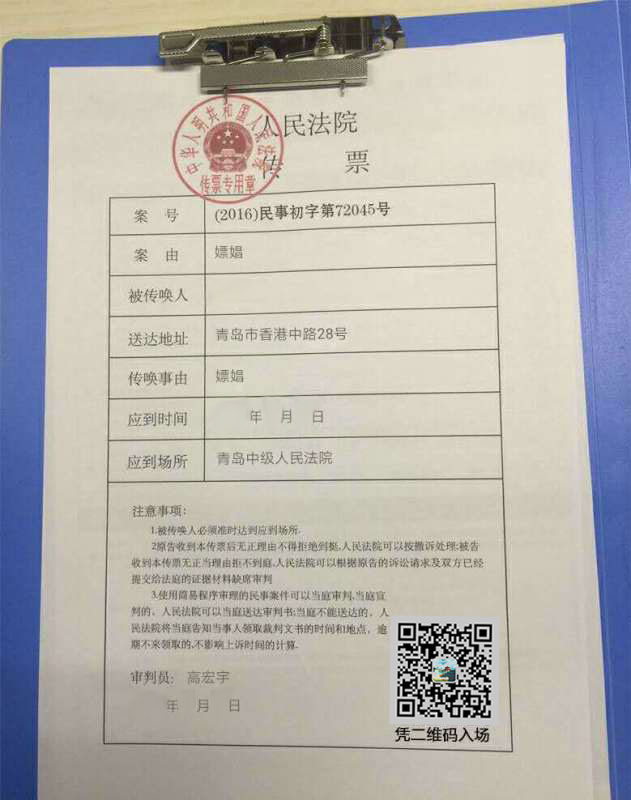 中华人民共和国人民法院
传票专用章
人民法院
传 票
案 号 (2016)民事初字第72045号
案 由 嫖娼
被传唤人
送达地址 青岛市香港中路28号
传唤事由 嫖娼
应到时间 年 月 日
应到场所 青岛中级人民法院
注意事项:
1.被传唤人必须准时达到应到场所.
2原告收到本传票后无正理由不得拒绝到挺,人民法院可以按撤诉处理;被告
收到本传票无正当理由拒不到庭,人民法院可以根据原告的诉讼请求及双方已经
提交给法庭的证据材料缺席审判
3.使用简易程序审理的民事案件可以当庭审判,当庭宣
判的、人民法院可以当庭送达审判书;当庭不能送达的、人
民法院将当庭告知当事人领取裁判文书的时间和地点,逾
期不来领取的,不影响上诉时间的计算.
审判员: 高宏宇
年 月 日
凭二维码入场